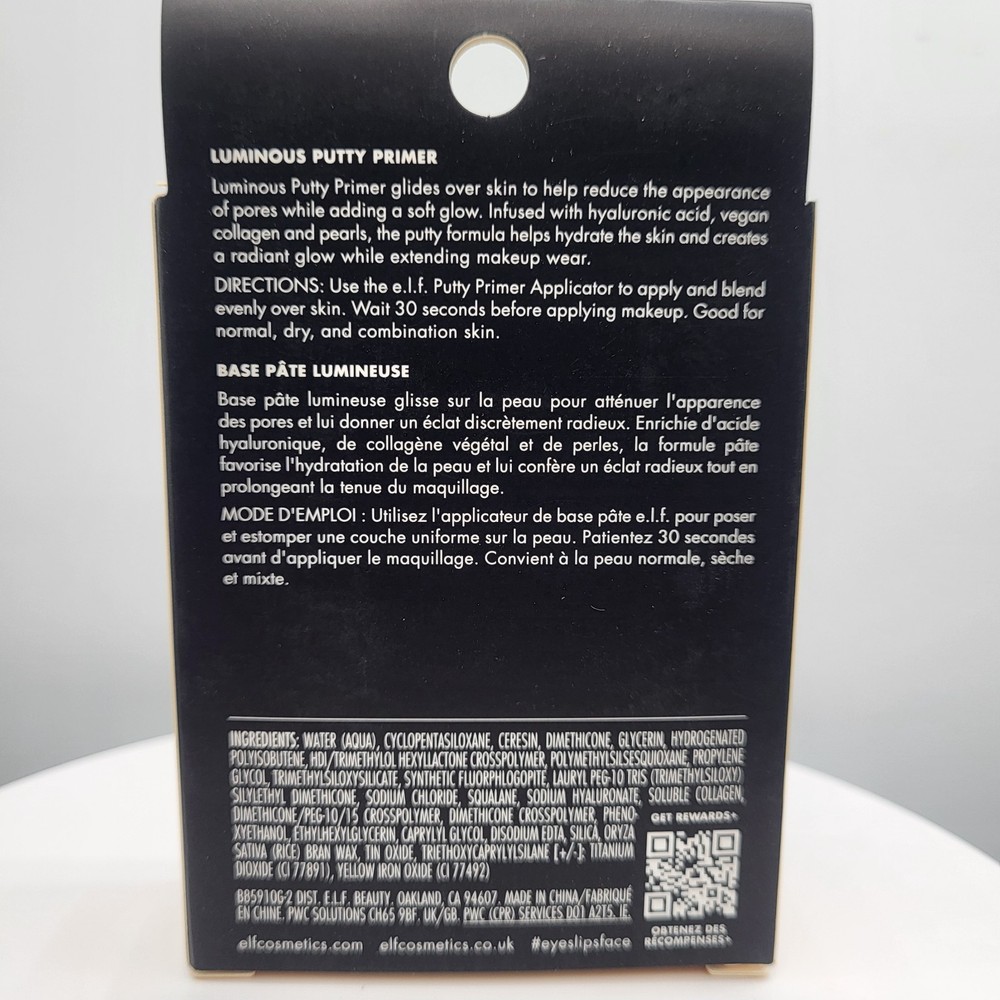 LUMINOUS PUTTY PRIMER
Luminous Putty Primer glides over skin to help reduce the appearance
of pores while adding a soft glow. Infused with hyaluronic acid, vegan
collagen and pearls, the putty formula helps hydrate the skin and creates
a radiant glow while extending makeup wear.
DIRECTIONS: Use the e.l.f. Putty Primer Applicator to apply and blend
evenly over skin. Wait 30 seconds before applying makeup. Good for
normal, dry, and combination skin.
BASE PÂTE LUMINEUSE
Base pâte lumineuse glisse sur la peau pour atténuer l'apparence
des pores et lui donner un éclat discrètement radieux. Enrichie d'acide
hyaluronique, de collagène végétal et de perles, la formule pâte
favorise l'hydratation de la peau et lui confère un éclat radieux tout en
prolongeant la tenue du maquillage.
MODE D'EMPLOI : Utilisez l'applicateur de base pâte e.l.f. pour poser
et estomper une couche uniforme sur la peau. Patientez 30 secondes
avant d'appliquer le maquillage. Convient à la peau normale, sèche
et mixte.
INGREDIENTS: WATER (AQUA), CYCLOPENTASILOXANE, CERESIN, DIMETHICONE, GLYCERIN, HYDROGENATED
POLYISOBUTENE, HDI/TRIMETHYLOL HEXYLLACTONE CROSSPOLYMER, POLYMETHYLSILSESQUIOXANE, PROPYLENE
GLYCOL, TRIMETHYLSILOXYSILICATE, SYNTHETIC FLUORPHLOGOPITE, LAURYL PEG-10 TRIS (TRIMETHYLSILOXY)
SILYLETHYL DIMETHICONE, SODIUM CHLORIDE, SQUALANE, SODIUM HYALURONATE, SOLUBLE COLLAGEN,
DIMETHICONE/PEG-10/15 CROSSPOLYMER, DIMETHICONE CROSSPOLYMER, PHENO-
XYETHANOL, ETHYLHEXYLGLYCERIN, CAPRYLYL GLYCOL, DISODIUM EDTA, SILICA, ORYZA
SATIVA (RICE) BRAN WAX, TIN OXIDE, TRIETHOXYCAPRYLYLSILANE [+/-]: TITANIUM
DIOXIDE (CI 77891), YELLOW IRON OXIDE (CI 77492)
GET REWARDS+
B85910G-2 DIST. E.L.F. BEAUTY. OAKLAND, CA 94607. MADE IN CHINA/FABRIQUÉ
EN CHINE. PWC SOLUTIONS CH65 9BF. UK/GB. PWC (CPR) SERVICES D01 A2T5. IE.
elfcosmetics.com elfcosmetics.co.uk #eyeslipsface
OBTENEZ DES
RÉCOMPENSES+